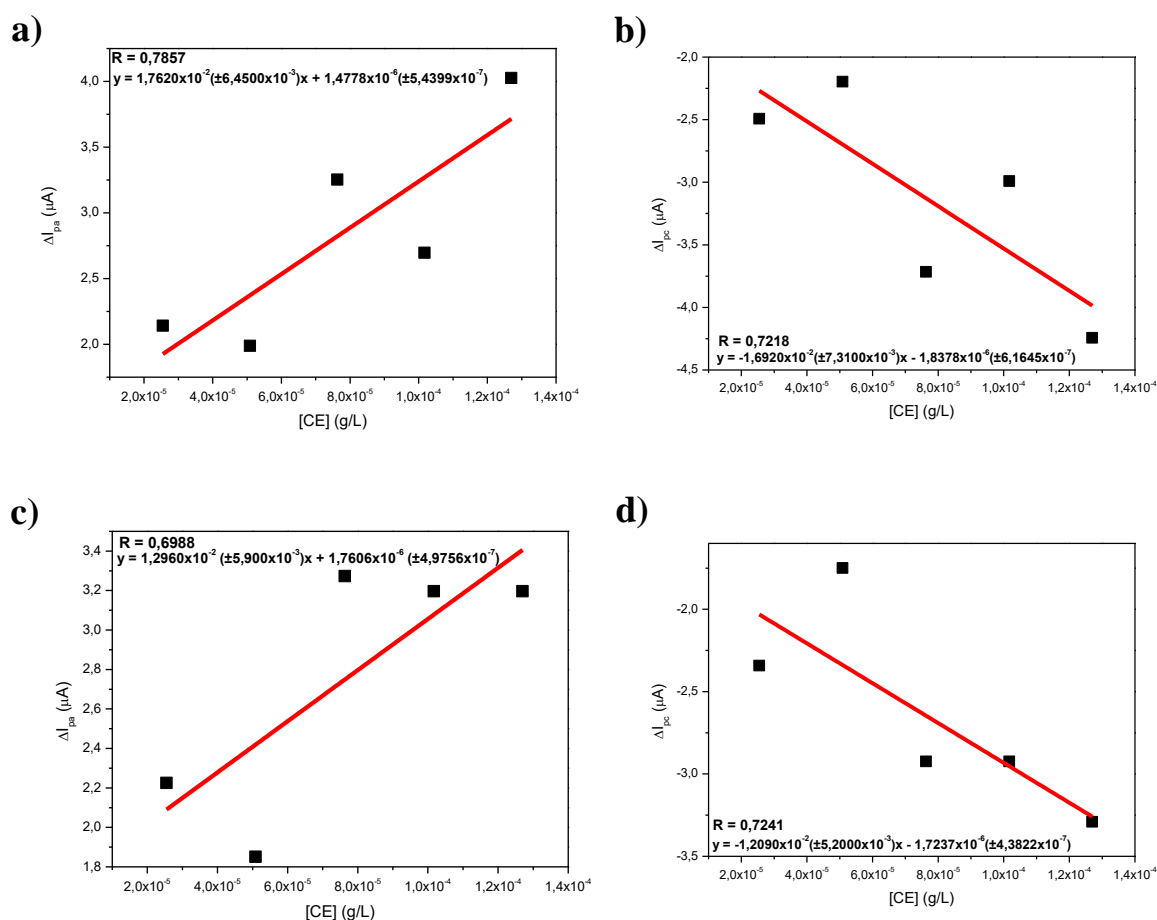 a)
R = 0,7857
y = 1,7620x10⁻²(±6,4500x10⁻³)x + 1,4778x10⁻⁶(±5,4399x10⁻⁷)
4,0
3,5
3,0
2,5
2,0
ΔIpa (μA)
2,0x10⁻⁵ 4,0x10⁻⁵ 6,0x10⁻⁵ 8,0x10⁻⁵ 1,0x10⁻⁴ 1,2x10⁻⁴ 1,4x10⁻⁴
[CE] (g/L)
b)
-2,0
-2,5
-3,0
-3,5
-4,0
-4,5
ΔIpc (μA)
R = 0,7218
y = -1,6920x10⁻²(±7,3100x10⁻³)x - 1,8378x10⁻⁶(±6,1645x10⁻⁷)
2,0x10⁻⁵ 4,0x10⁻⁵ 6,0x10⁻⁵ 8,0x10⁻⁵ 1,0x10⁻⁴ 1,2x10⁻⁴ 1,4x10⁻⁴
[CE] (g/L)
c)
R = 0,6988
y = 1,2960x10⁻² (±5,900x10⁻³)x + 1,7606x10⁻⁶ (±4,9756x10⁻⁷)
3,4
3,2
3,0
2,8
2,6
2,4
2,2
2,0
1,8
ΔIpa (μA)
2,0x10⁻⁵ 4,0x10⁻⁵ 6,0x10⁻⁵ 8,0x10⁻⁵ 1,0x10⁻⁴ 1,2x10⁻⁴ 1,4x10⁻⁴
[CE] (g/L)
d)
-2,0
-2,5
-3,0
-3,5
ΔIpc (μA)
R = 0,7241
y = -1,2090x10⁻²(±5,2000x10⁻³)x - 1,7237x10⁻⁶(±4,3822x10⁻⁷)
2,0x10⁻⁵ 4,0x10⁻⁵ 6,0x10⁻⁵ 8,0x10⁻⁵ 1,0x10⁻⁴ 1,2x10⁻⁴ 1,4x10⁻⁴
[CE] (g/L)